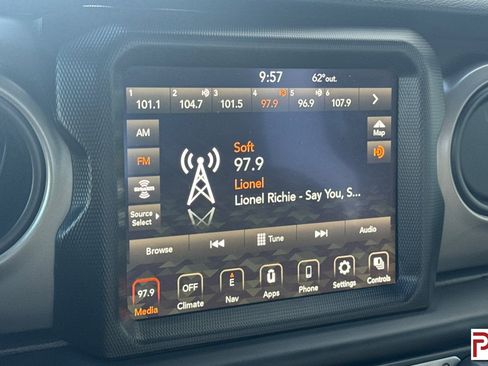 9:57 62°out.
1 2 3 4 5 6
101.1 104.7 101.5 97.9 96.9 107.9
AM
Map
FM
Soft
97.9
SiriusXM
Lionel
Lionel Richie - Say You, S...
Source
Select
Browse Tune Audio
97.9 OFF E
Media Climate Nav Apps Phone Settings Controls
P